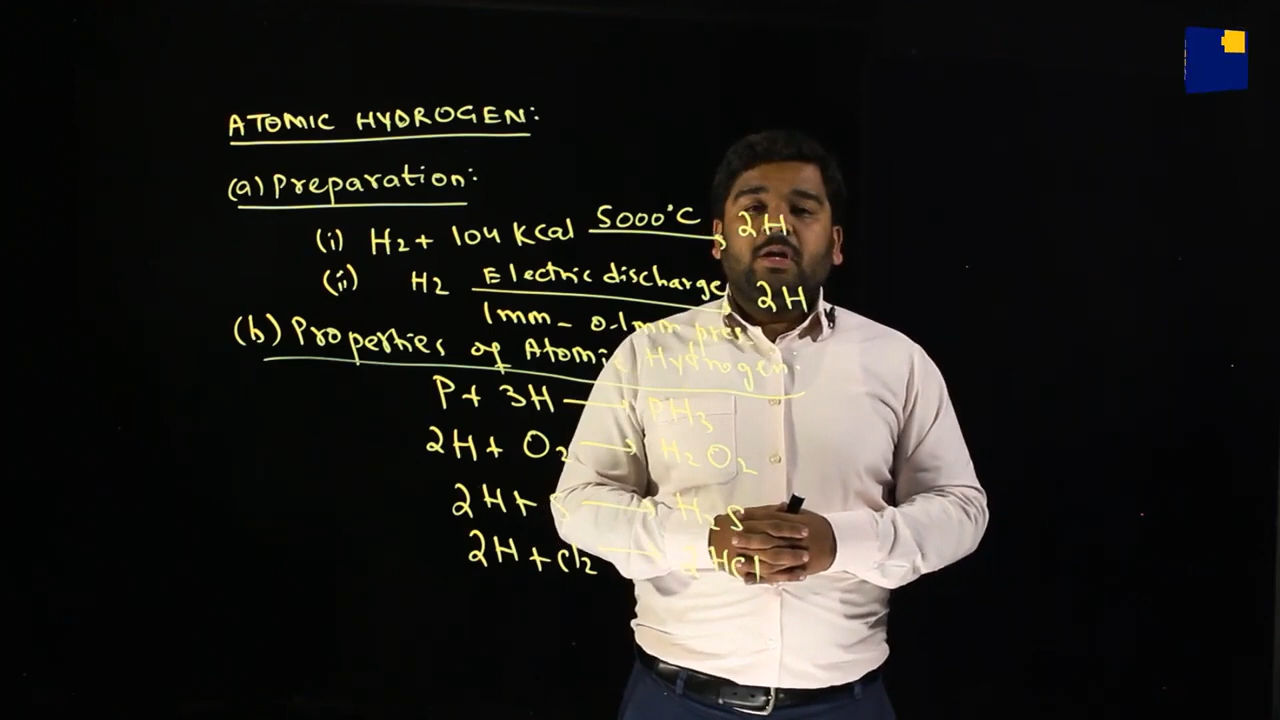 ATOMIC HYDROGEN:
(a) Preparation:
(i) H2 + 104 Kcal 5000°C → 2H
(ii) H2 Electric discharge → 2H
1mm - 0.1mm pres.
(b) Properties of Atomic Hydrogen:
P + 3H → PH3
2H + O2 → H2O2
2H + S → H2S
2H + Cl2 → 2HCl